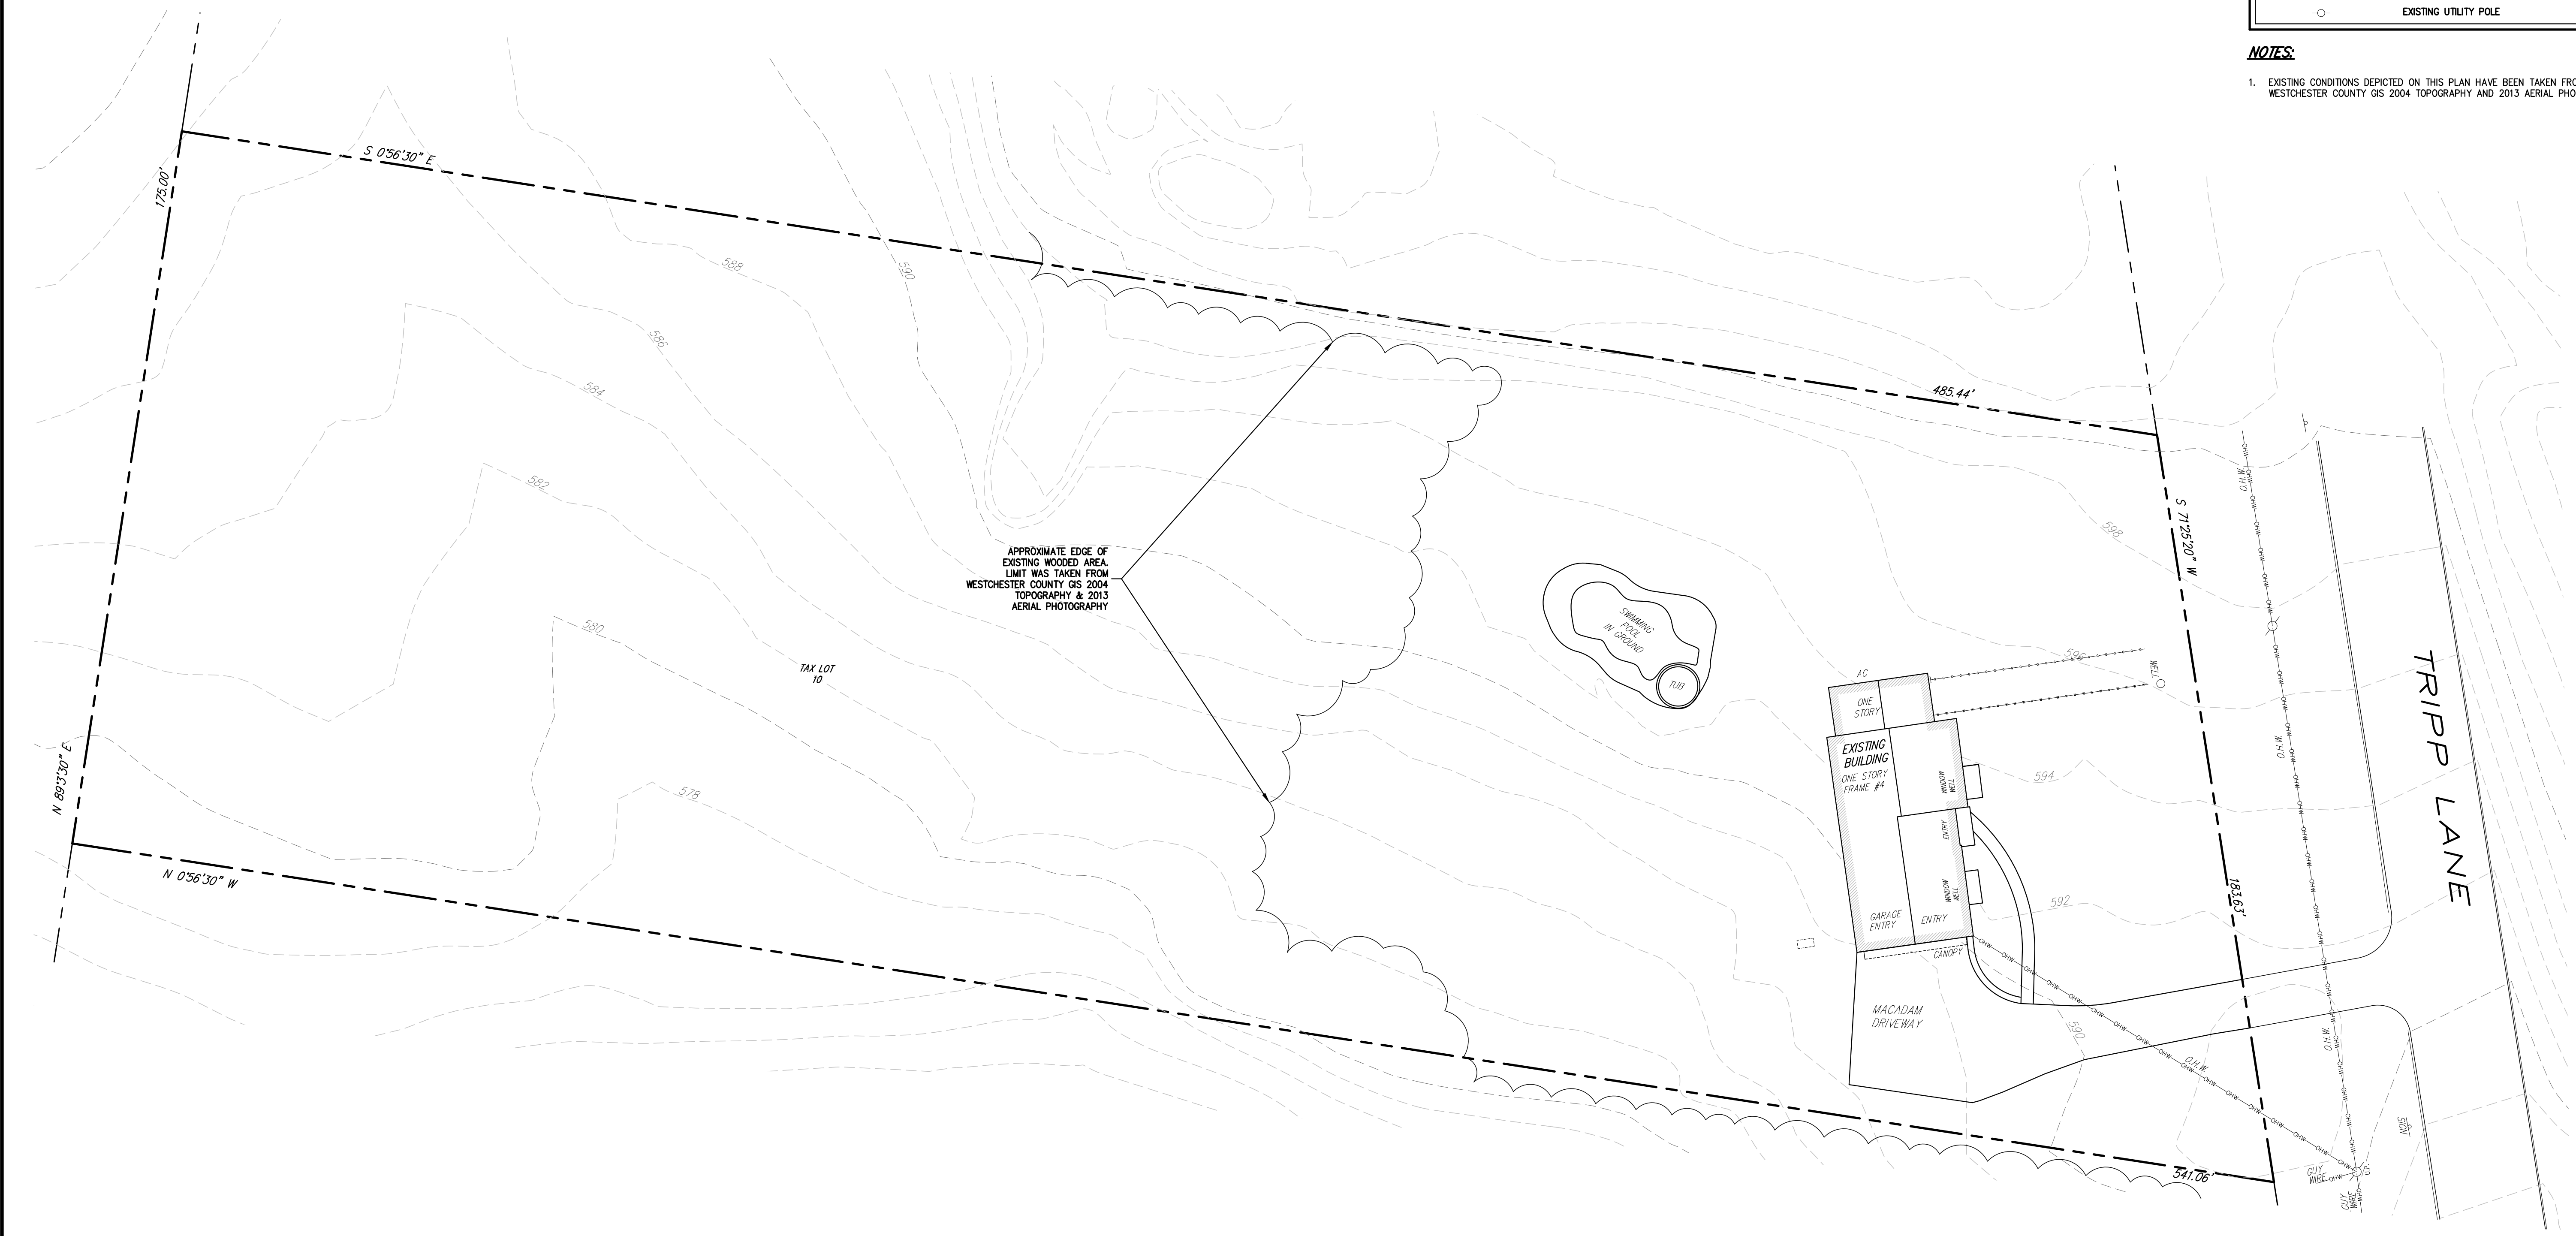 EXISTING UTILITY POLE
NOTES:
1. EXISTING CONDITIONS DEPICTED ON THIS PLAN HAVE BEEN TAKEN FRO
WESTCHESTER COUNTY GIS 2004 TOPOGRAPHY AND 2013 AERIAL PHO
S 0°56'30" E
175.00'
588
590
586
584
485.44'
582
O.H.W.
S 71°25'20" W
598
APPROXIMATE EDGE OF
EXISTING WOODED AREA.
LIMIT WAS TAKEN FROM
WESTCHESTER COUNTY GIS 2004
TOPOGRAPHY & 2013
AERIAL PHOTOGRAPHY
580
SWIMMING
POOL
IN GROUND
TUB
TAX LOT
10
596
WELL
AC
ONE
STORY
TRIPP LANE
EXISTING
BUILDING
ONE STORY
FRAME #4
WINDOW
WELL
594
O.H.W.
N 89°3'30" E
578
ENTRY
N 0°56'30" W
WINDOW
WELL
592
183.63'
GARAGE
ENTRY
ENTRY
CANOPY
MACADAM
DRIVEWAY
590
O.H.W.
O.H.W.
SIGN
541.06'
GUY
WIRE
U.P.
GUY
WIRE
OHW